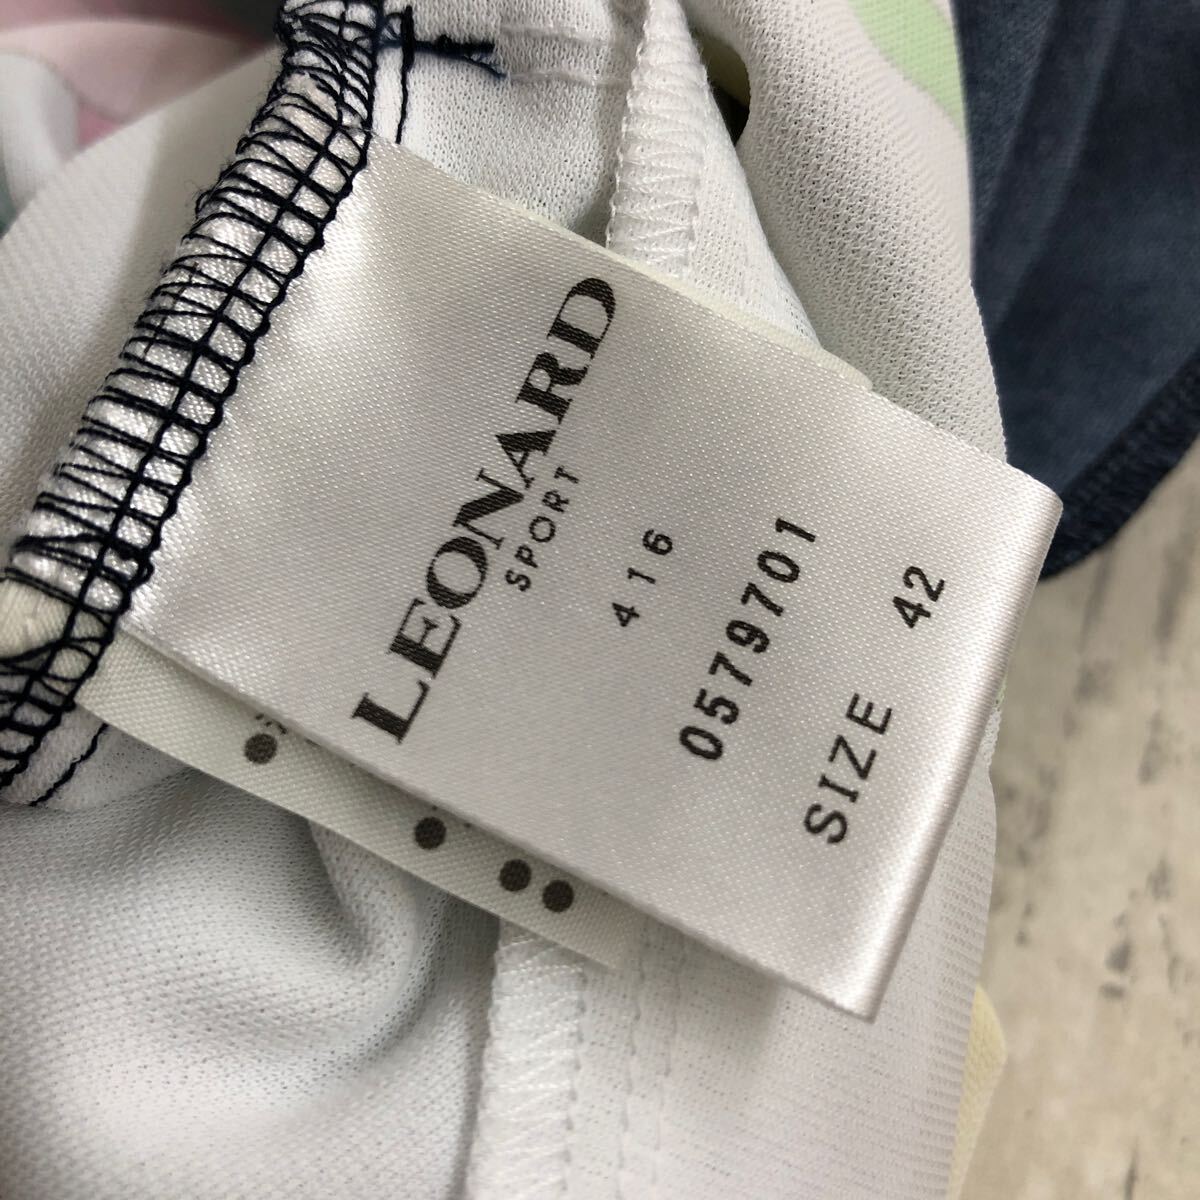 LEONARD
SPORT
416
0579701
SIZE 42